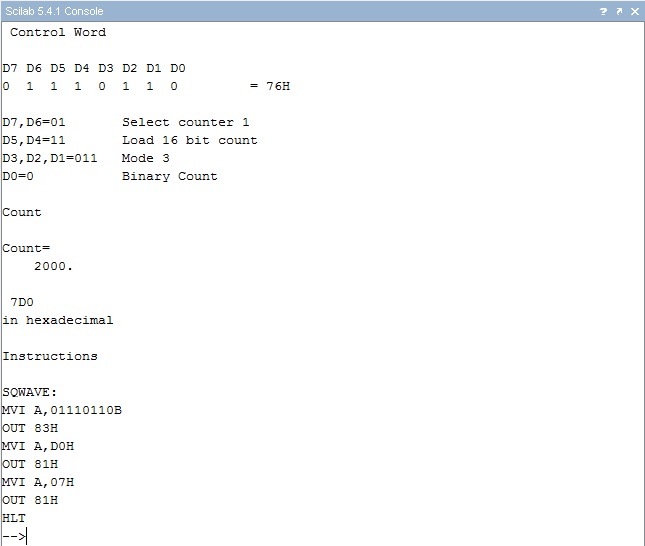 Scilab 5.4.1 Console
Control Word
D7 D6 D5 D4 D3 D2 D1 D0
0 1 1 1 0 1 1 0 = 76H
D7,D6=01 Select counter 1
D5,D4=11 Load 16 bit count
D3,D2,D1=011 Mode 3
D0=0 Binary Count
Count
Count=
2000.
7D0
in hexadecimal
Instructions
SQWAVE:
MVI A,01110110B
OUT 83H
MVI A,D0H
OUT 81H
MVI A,07H
OUT 81H
HLT
-->